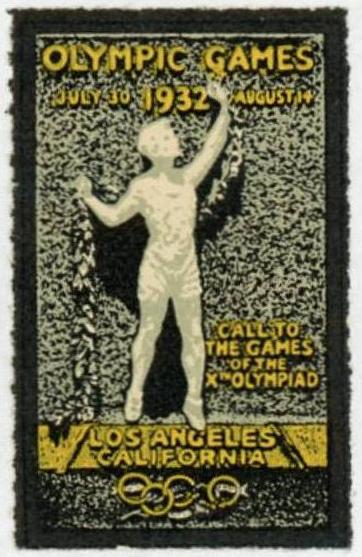 OLYMPIC GAMES
JULY 30 1932 AUGUST 14
CALL TO
THE GAMES
OF THE
XTH OLYMPIAD
LOS ANGELES
CALIFORNIA